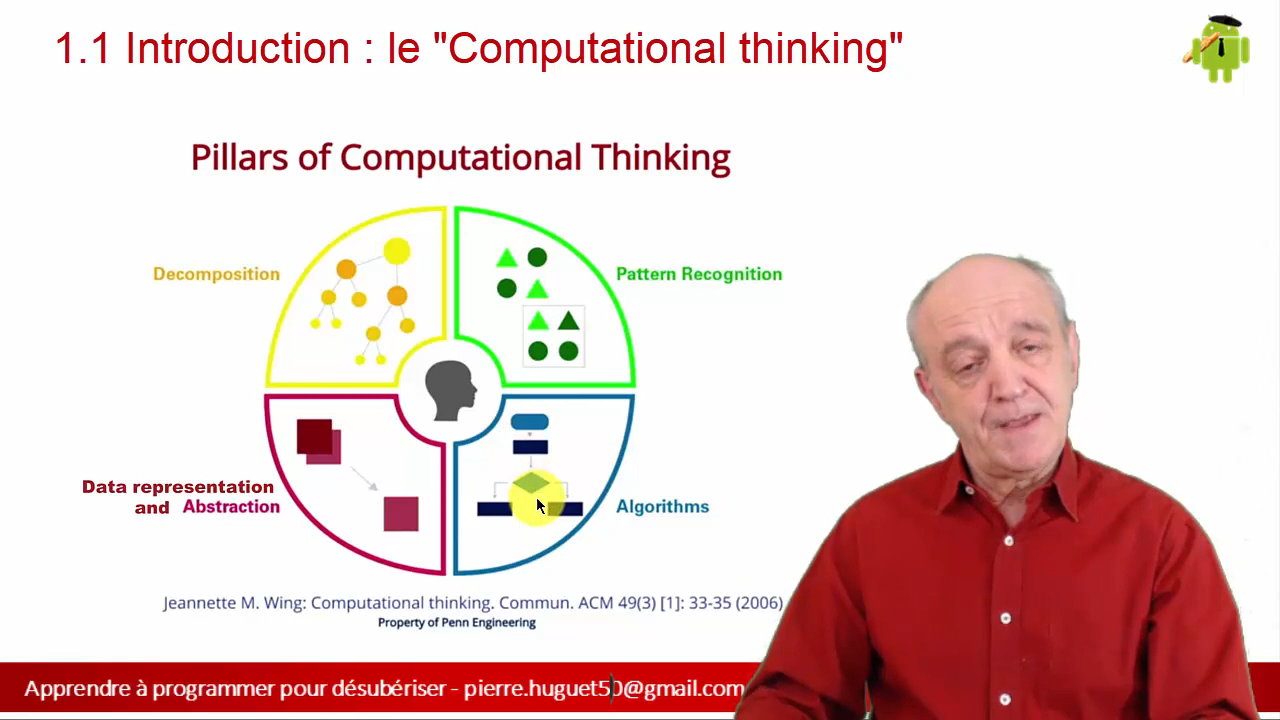 1.1 Introduction : le "Computational thinking"
Pillars of Computational Thinking
Decomposition
Pattern Recognition
Data representation
and Abstraction
Algorithms
Jeannette M. Wing: Computational thinking. Commun. ACM 49(3) [1]: 33-35 (2006)
Property of Penn Engineering
Apprendre à programmer pour désubériser - pierre.huguet50@gmail.com